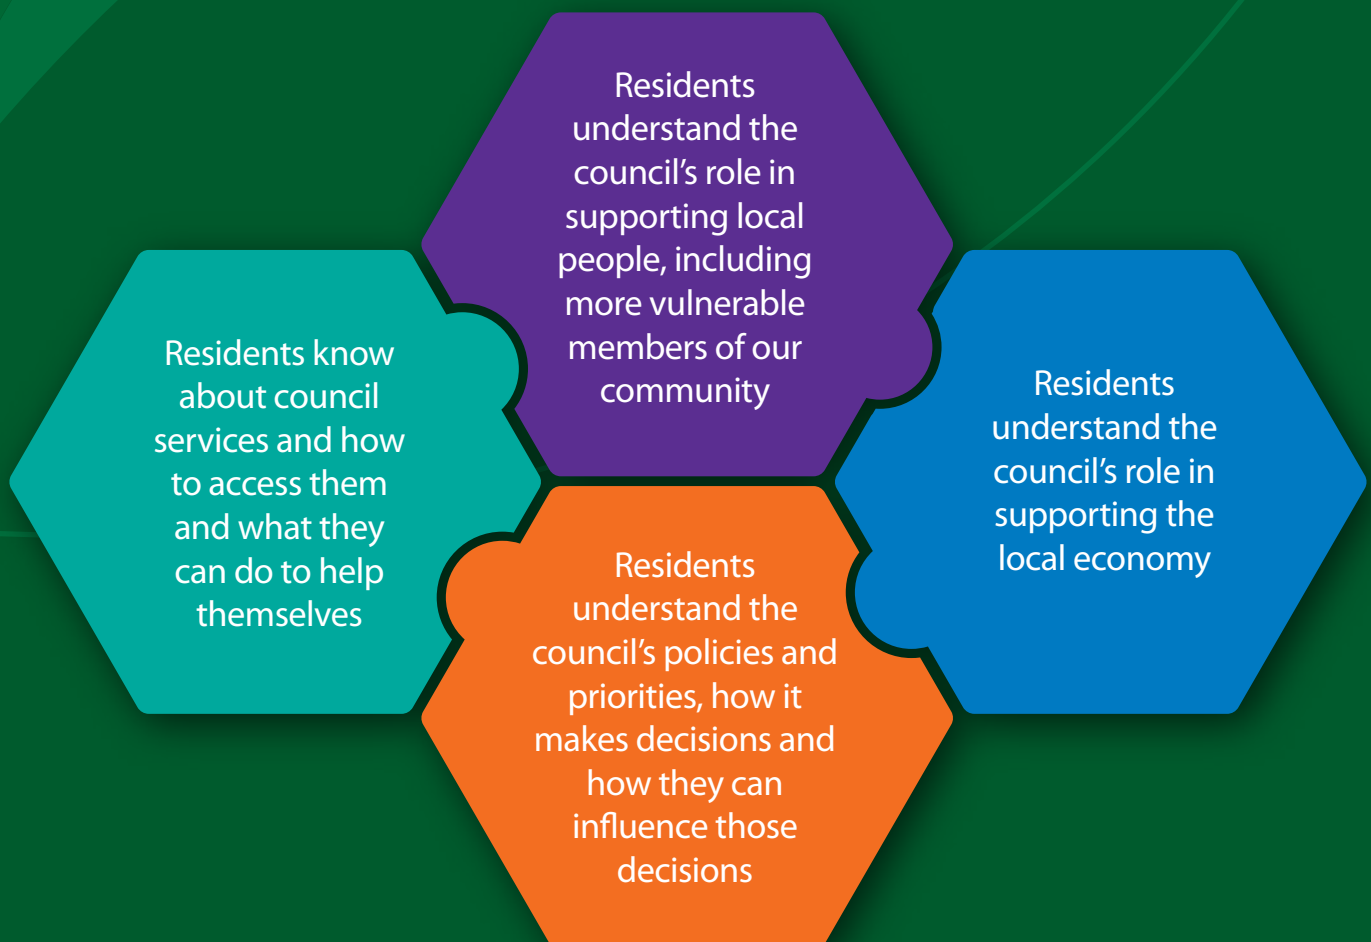 Residents
understand the
council’s role in
supporting local
people, including
more vulnerable
members of our
community
Residents know
about council
services and how
to access them
and what they
can do to help
themselves
Residents
understand the
council’s role in
supporting the
local economy
Residents
understand the
council’s policies and
priorities, how it
makes decisions and
how they can
influence those
decisions